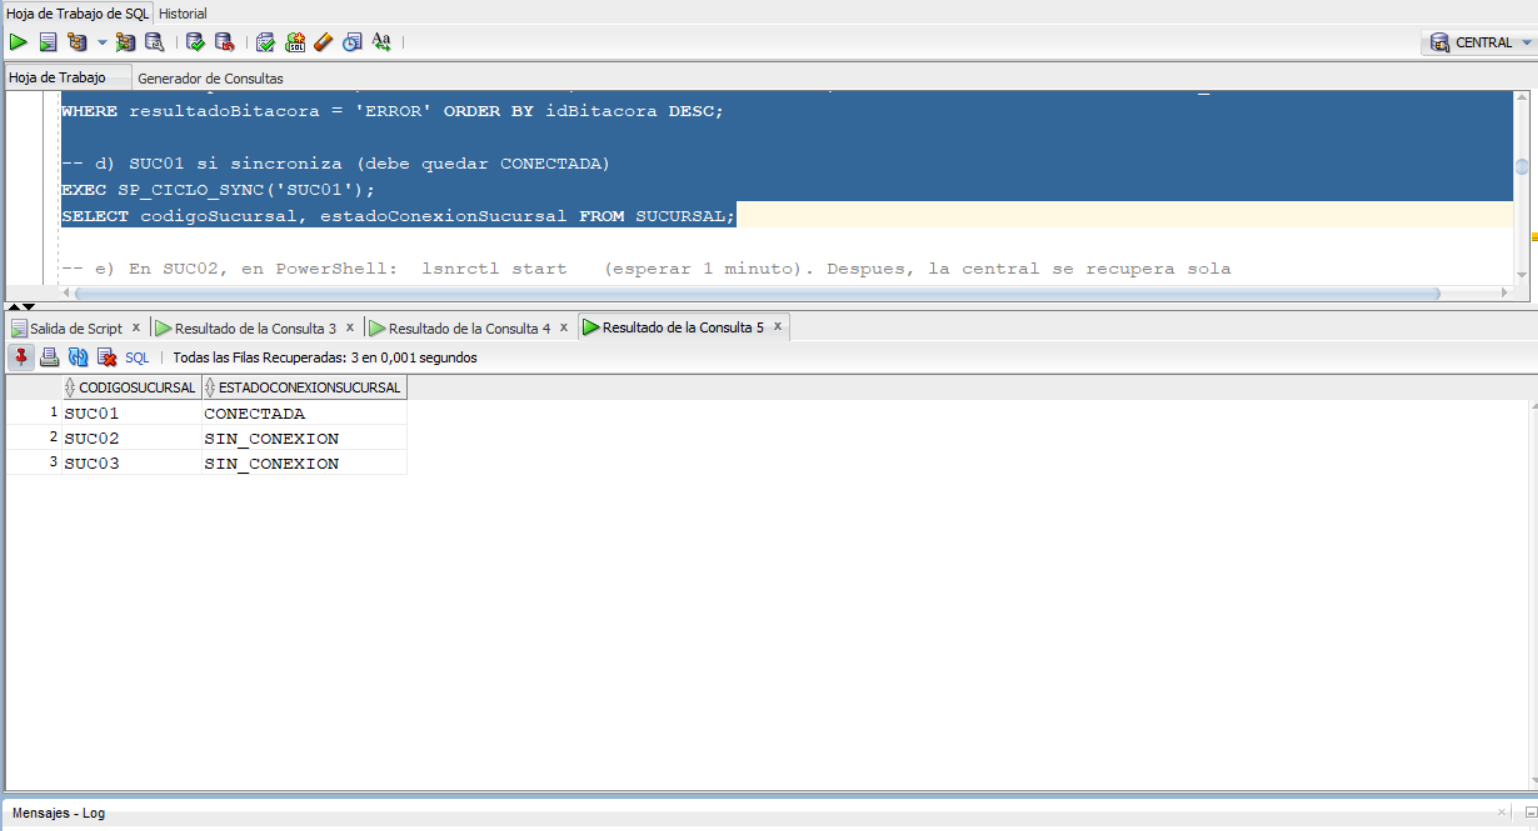 Hoja de Trabajo de SQL Historial
CENTRAL
Hoja de Trabajo Generador de Consultas
WHERE resultadoBitacora = 'ERROR' ORDER BY idBitacora DESC;
-- d) SUC01 si sincroniza (debe quedar CONECTADA)
EXEC SP_CICLO_SYNC('SUC01');
SELECT codigoSucursal, estadoConexionSucursal FROM SUCURSAL;
-- e) En SUC02, en PowerShell: lsnrctl start (esperar 1 minuto). Despues, la central se recupera sola
Salida de Script x Resultado de la Consulta 3 x Resultado de la Consulta 4 x Resultado de la Consulta 5 x
SQL Todas las Filas Recuperadas: 3 en 0,001 segundos
CODIGOSUCURSAL ESTADOCONEXIONSUCURSAL
1 SUC01 CONECTADA
2 SUC02 SIN_CONEXION
3 SUC03 SIN_CONEXION
Mensajes - Log